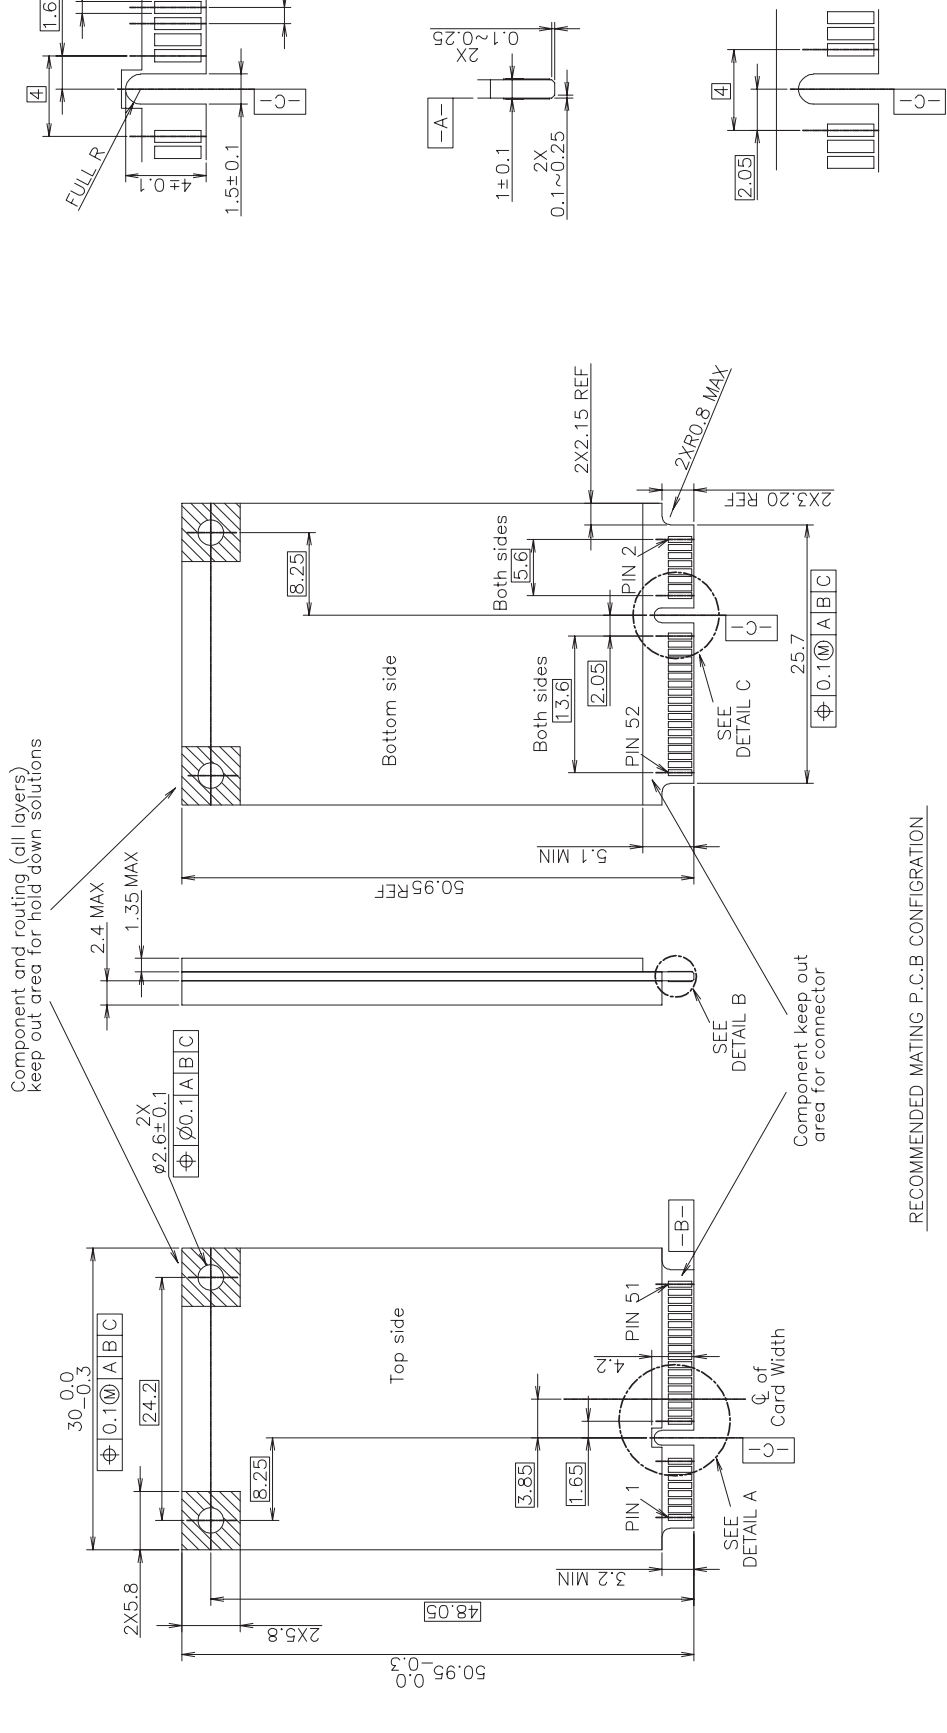 Component and routing (all layers)
keep out area for hold down solutions
30 0.0
-0.3
⌖ 0.1Ⓜ A B C
24.2
2X5.8
2X5.8
8.25
2X
ø2.6±0.1
⌖ Ø0.1 A B C
50.95 0.0
-0.3
48.05
3.2 MIN
Top side
3.85
1.65
4.2
PIN 1
PIN 51
-B-
-C-
℄ of
Card Width
SEE
DETAIL A
2.4 MAX
1.35 MAX
SEE
DETAIL B
Component keep out
area for connector
50.95REF
5.1 MIN
8.25
Bottom side
Both sides
13.6
Both sides
5.6
2.05
PIN 52
PIN 2
2X2.15 REF
2XR0.8 MAX
2X3.20 REF
-C-
SEE
DETAIL C
25.7
⌖ 0.1Ⓜ A B C
RECOMMENDED MATING P.C.B CONFIGRATION
FULL R
4
1.6
4±0.1
1.5±0.1
-C-
-A-
1±0.1
2X
0.1~0.25
2X
0.1~0.25
4
2.05
-C-